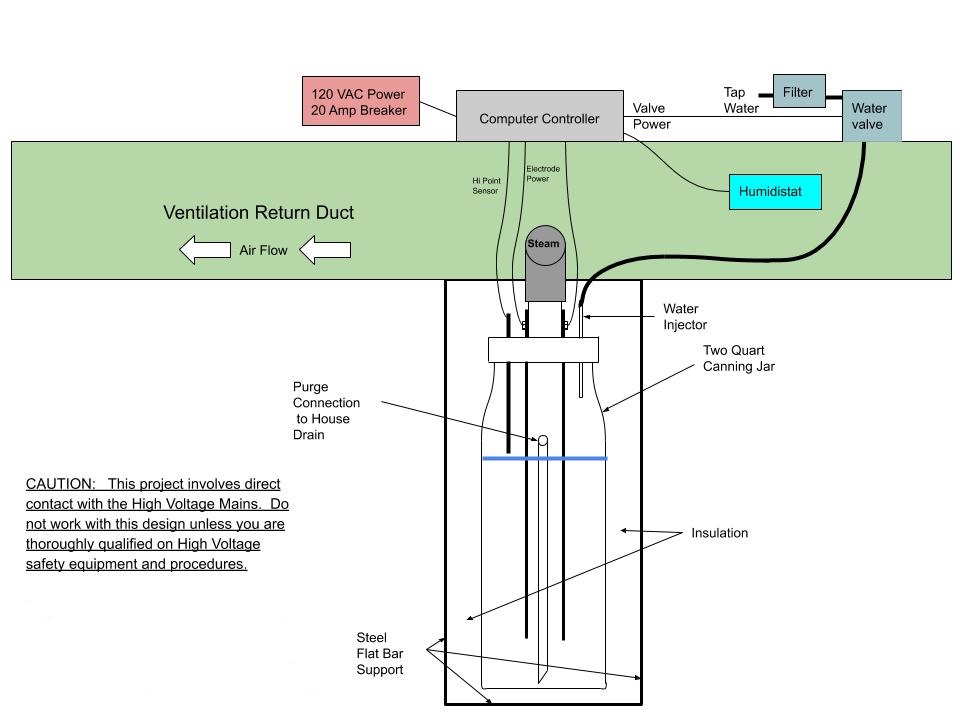 120 VAC Power
20 Amp Breaker
Computer Controller
Valve
Power
Tap
Water
Filter
Water
valve
Hi Point
Sensor
Electrode
Power
Humidistat
Ventilation Return Duct
Air Flow
Steam
Water
Injector
Two Quart
Canning Jar
Purge
Connection
to House
Drain
CAUTION:   This project involves direct
contact with the High Voltage Mains.  Do
not work with this design unless you are
thoroughly qualified on High Voltage
safety equipment and procedures.
Insulation
Steel
Flat Bar
Support